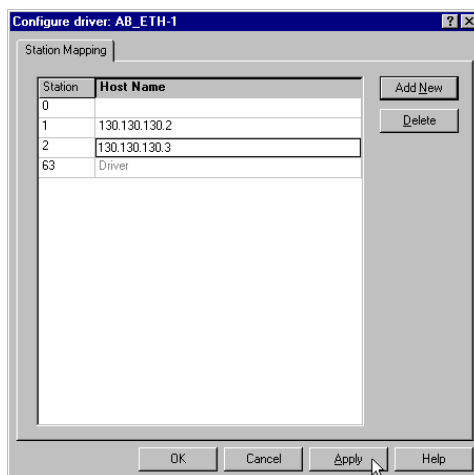 Configure driver: AB_ETH-1
Station Mapping
Station Host Name
0
1 130.130.130.2
2 130.130.130.3
63 Driver
Add New
Delete
OK Cancel Apply Help